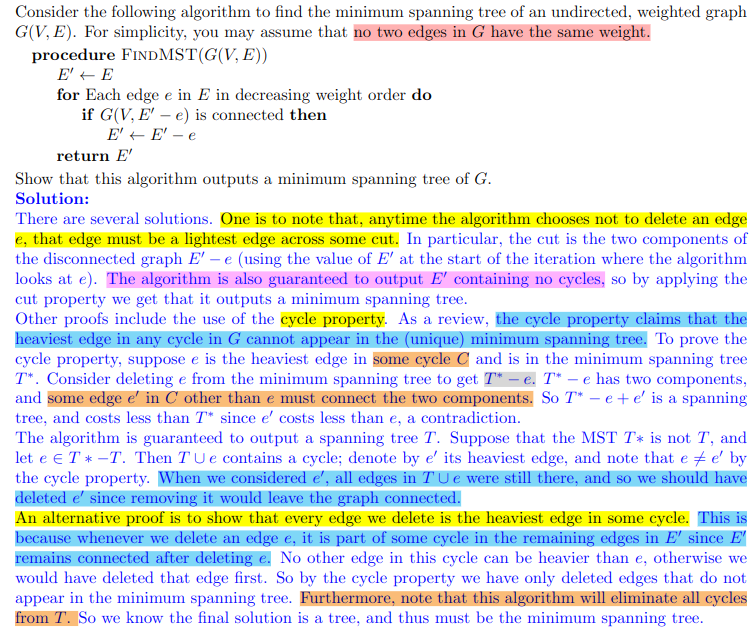 Consider the following algorithm to find the minimum spanning tree of an undirected, weighted graph
G(V, E). For simplicity, you may assume that no two edges in G have the same weight.
procedure FINDMST(G(V, E))
E′ ← E
for Each edge e in E in decreasing weight order do
if G(V, E′ − e) is connected then
E′ ← E′ − e
return E′
Show that this algorithm outputs a minimum spanning tree of G.
Solution:
There are several solutions. One is to note that, anytime the algorithm chooses not to delete an edge
e, that edge must be a lightest edge across some cut. In particular, the cut is the two components of
the disconnected graph E′ − e (using the value of E′ at the start of the iteration where the algorithm
looks at e). The algorithm is also guaranteed to output E′ containing no cycles, so by applying the
cut property we get that it outputs a minimum spanning tree.
Other proofs include the use of the cycle property. As a review, the cycle property claims that the
heaviest edge in any cycle in G cannot appear in the (unique) minimum spanning tree. To prove the
cycle property, suppose e is the heaviest edge in some cycle C and is in the minimum spanning tree
T*. Consider deleting e from the minimum spanning tree to get T* − e. T* − e has two components,
and some edge e′ in C other than e must connect the two components. So T* − e + e′ is a spanning
tree, and costs less than T* since e′ costs less than e, a contradiction.
The algorithm is guaranteed to output a spanning tree T. Suppose that the MST T∗ is not T, and
let e ∈ T ∗ −T. Then T ∪ e contains a cycle; denote by e′ its heaviest edge, and note that e ≠ e′ by
the cycle property. When we considered e′, all edges in T ∪ e were still there, and so we should have
deleted e′ since removing it would leave the graph connected.
An alternative proof is to show that every edge we delete is the heaviest in some cycle. This is
because whenever we delete an edge e, it is part of some cycle in the remaining edges in E′ since E′
remains connected after deleting e. No other edge in this cycle can be heavier than e, otherwise we
would have deleted that edge first. So by the cycle property we have only deleted edges that do not
appear in the minimum spanning tree. Furthermore, note that this algorithm will eliminate all cycles
from T. So we know the final solution is a tree, and thus must be the minimum spanning tree.